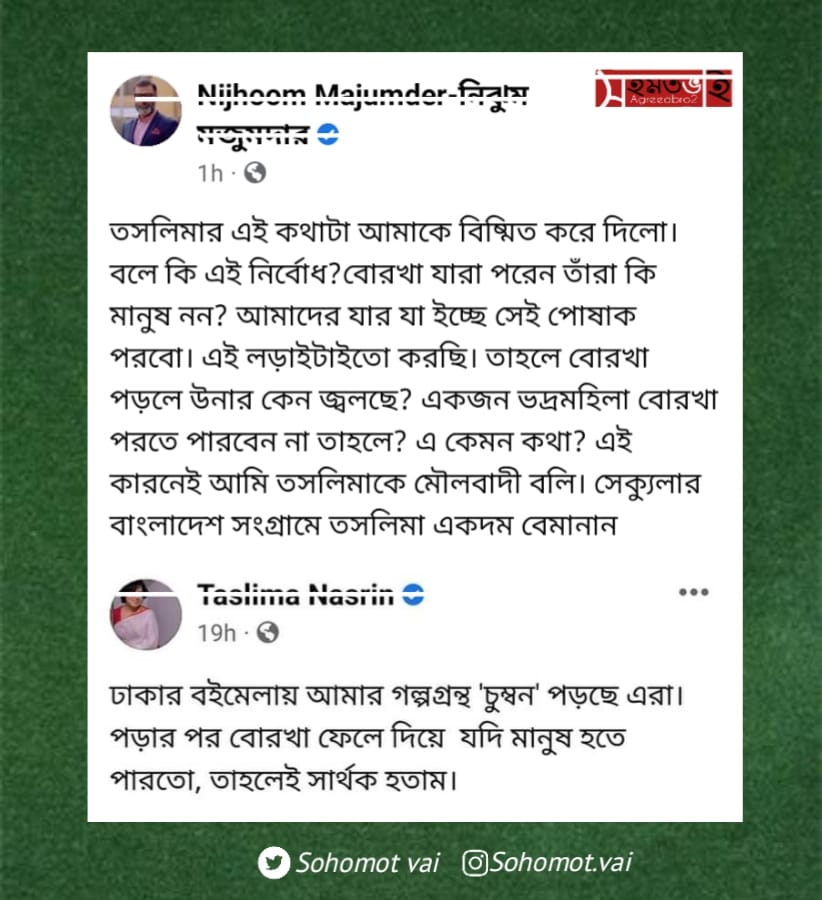 Nijhoom Majumder-নিঝুম
মজুমদার
সহমতভাই
Agreedbro2
1h
তসলিমার এই কথাটা আমাকে বিষ্মিত করে দিলো।
বলে কি এই নির্বোধ?বোরখা যারা পরেন তাঁরা কি
মানুষ নন? আমাদের যার যা ইচ্ছে সেই পোষাক
পরবো। এই লড়াইটাইতো করছি। তাহলে বোরখা
পড়লে উনার কেন জ্বলছে? একজন ভদ্রমহিলা বোরখা
পরতে পারবেন না তাহলে? এ কেমন কথা? এই
কারনেই আমি তসলিমাকে মৌলবাদী বলি। সেক্যুলার
বাংলাদেশ সংগ্রামে তসলিমা একদম বেমানান
Taslima Nasrin
19h
ঢাকার বইমেলায় আমার গল্পগ্রন্থ 'চুম্বন' পড়ছে এরা।
পড়ার পর বোরখা ফেলে দিয়ে যদি মানুষ হতে
পারতো, তাহলেই সার্থক হতাম।
Sohomot vai Sohomot.vai